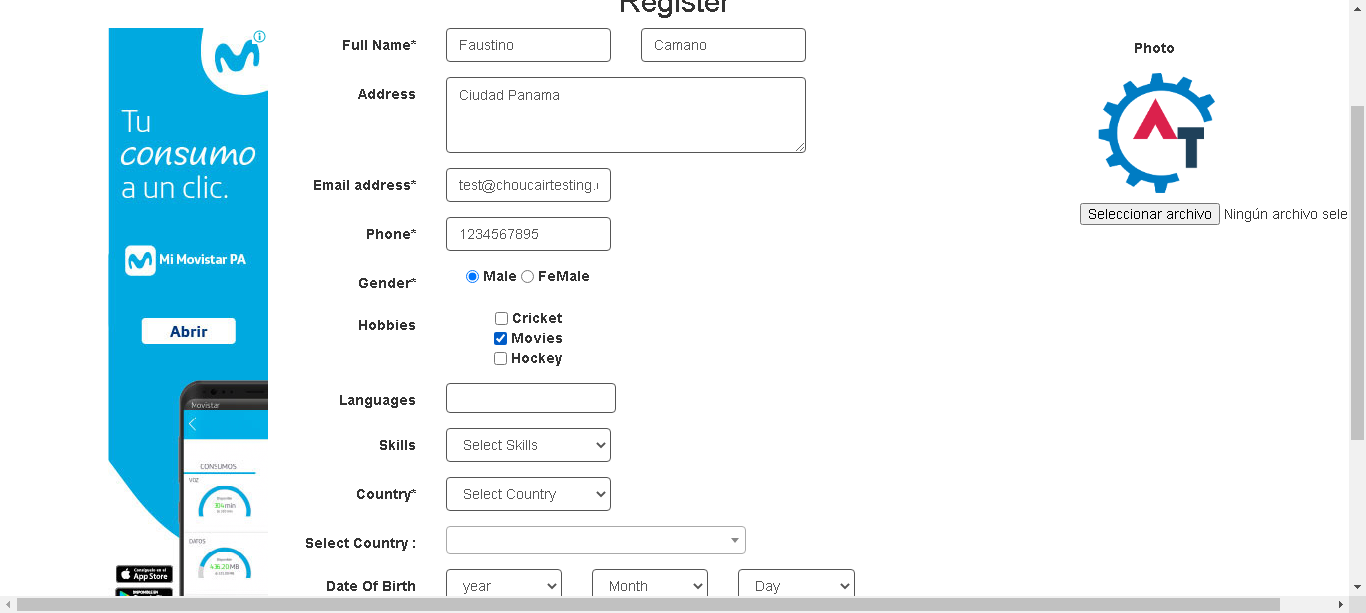 Register
Full Name*
Faustino
Camano
Photo
Address
Ciudad Panama
Email address*
test@choucairtesting.
Phone*
1234567895
Seleccionar archivo Ningún archivo sele
Gender*
Male FeMale
Hobbies
Cricket
Movies
Hockey
Languages
Skills
Select Skills
Country*
Select Country
Select Country :
Date Of Birth
year
Month
Day
Tu
consumo
a un clic.
Mi Movistar PA
Abrir
Movistar
CONSUMOS
VOZ
DATOS
416.20 MB
App Store
AT